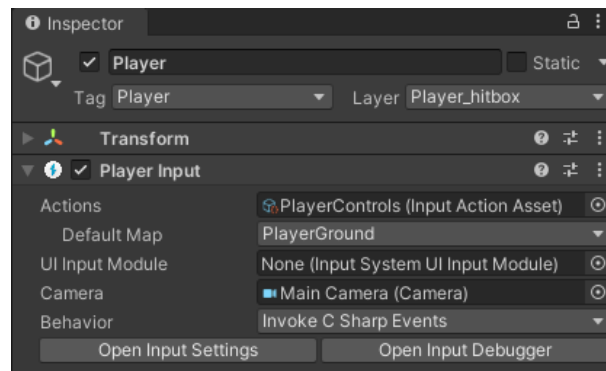 Inspector
Player Static
Tag Player Layer Player_hitbox
Transform
Player Input
Actions PlayerControls (Input Action Asset)
Default Map PlayerGround
UI Input Module None (Input System UI Input Module)
Camera Main Camera (Camera)
Behavior Invoke C Sharp Events
Open Input Settings Open Input Debugger